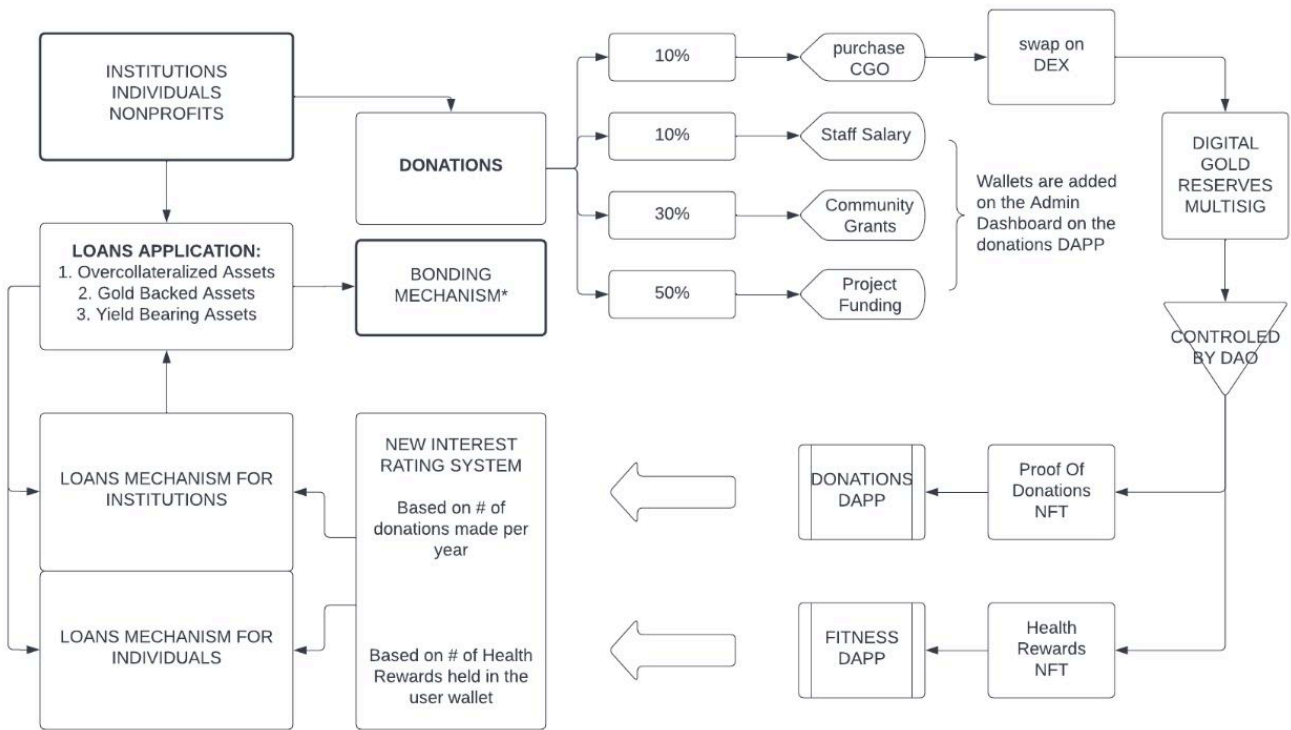 INSTITUTIONS
INDIVIDUALS
NONPROFITS
DONATIONS
10%
purchase
CGO
swap on
DEX
10%
Staff Salary
30%
Community
Grants
50%
Project
Funding
Wallets are added
on the Admin
Dashboard on the
donations DAPP
DIGITAL
GOLD
RESERVES
MULTISIG
CONTROLED
BY DAO
LOANS APPLICATION:
1. Overcollateralized Assets
2. Gold Backed Assets
3. Yield Bearing Assets
BONDING
MECHANISM*
LOANS MECHANISM FOR
INSTITUTIONS
LOANS MECHANISM FOR
INDIVIDUALS
NEW INTEREST
RATING SYSTEM
Based on # of
donations made per
year
Based on # of Health
Rewards held in the
user wallet
DONATIONS
DAPP
Proof Of
Donations
NFT
FITNESS
DAPP
Health
Rewards
NFT